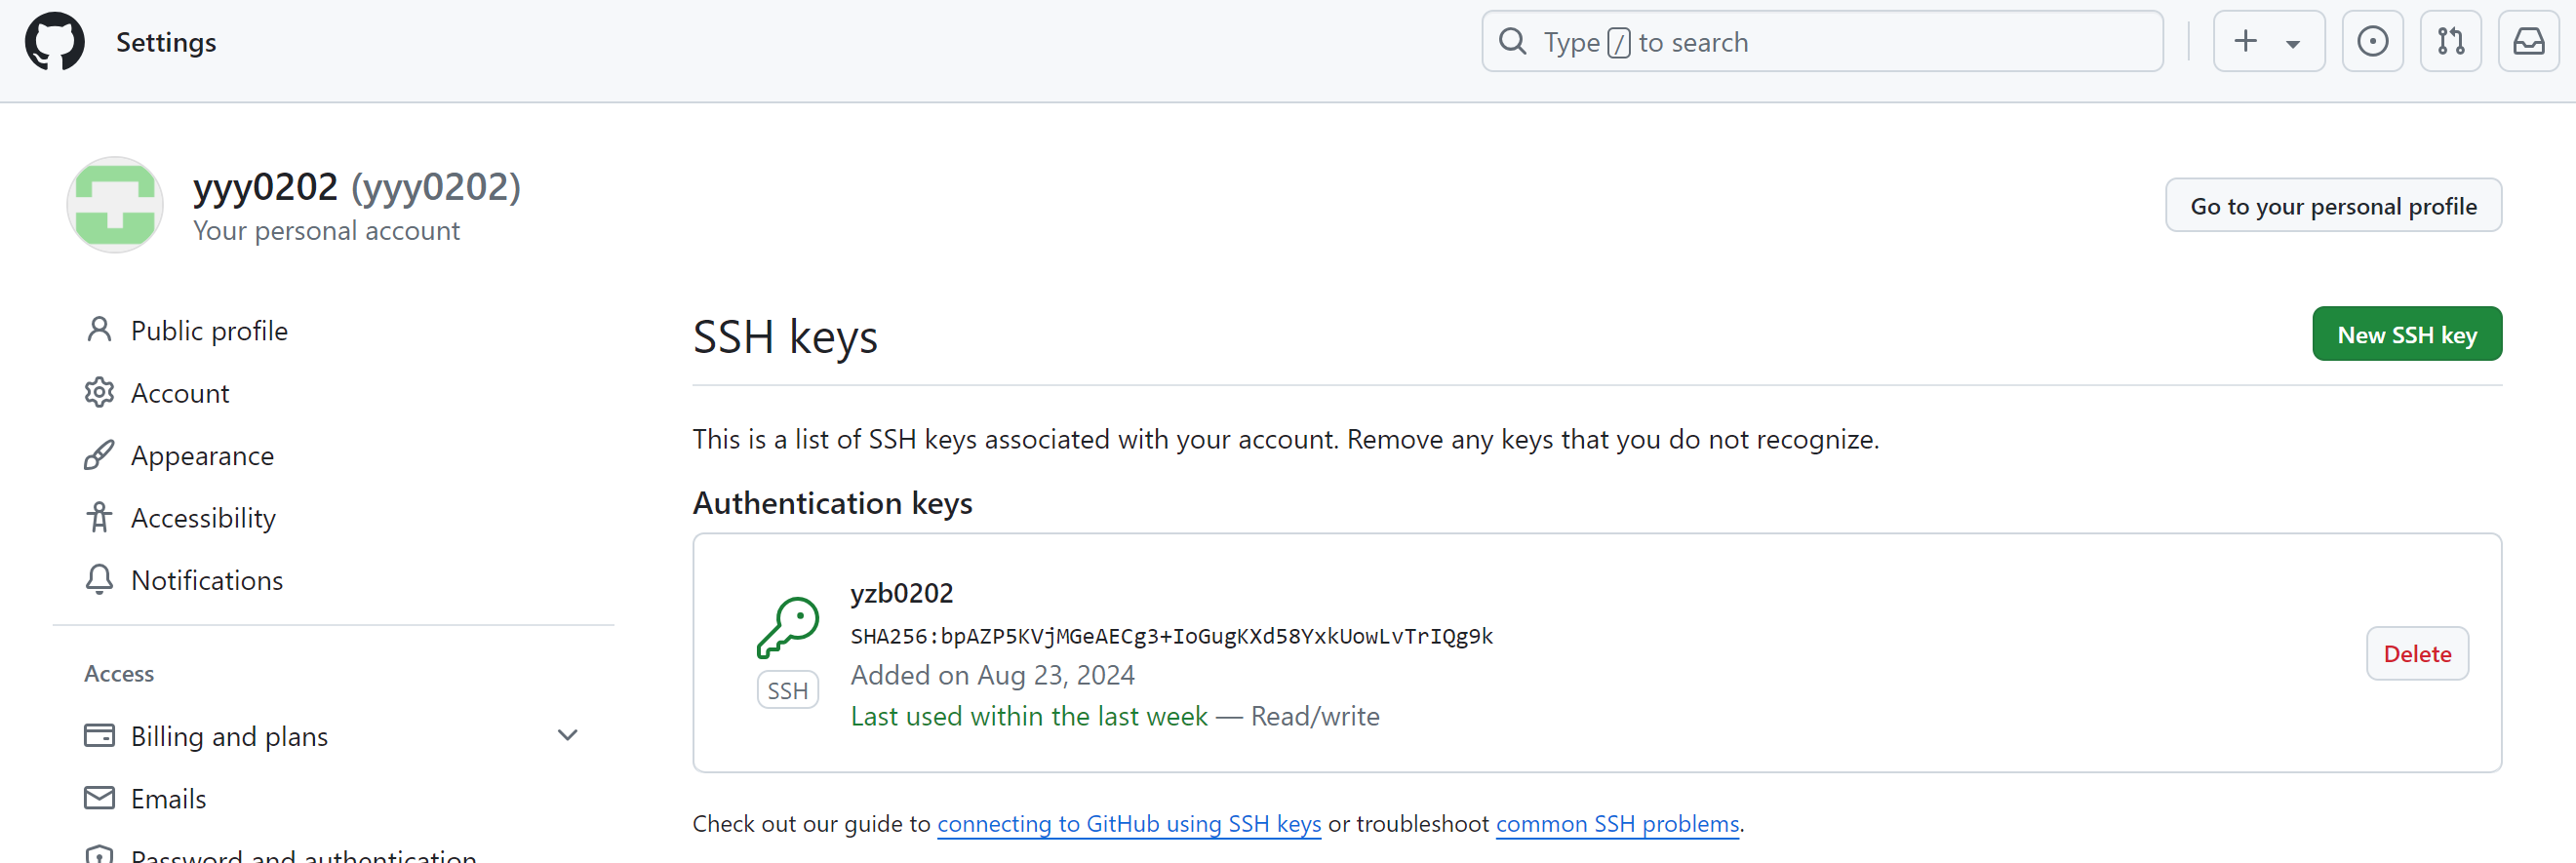 Settings
Type / to search
yyy0202 (yyy0202)
Your personal account
Go to your personal profile
Public profile
Account
Appearance
Accessibility
Notifications
Access
Billing and plans
Emails
Password and authentication
SSH keys
New SSH key
This is a list of SSH keys associated with your account. Remove any keys that you do not recognize.
Authentication keys
yzb0202
SHA256:bpAZP5KVjMGeAECg3+IoGugKXd58YxkUowLvTrIQg9k
Added on Aug 23, 2024
Last used within the last week — Read/write
SSH
Delete
Check out our guide to connecting to GitHub using SSH keys or troubleshoot common SSH problems.